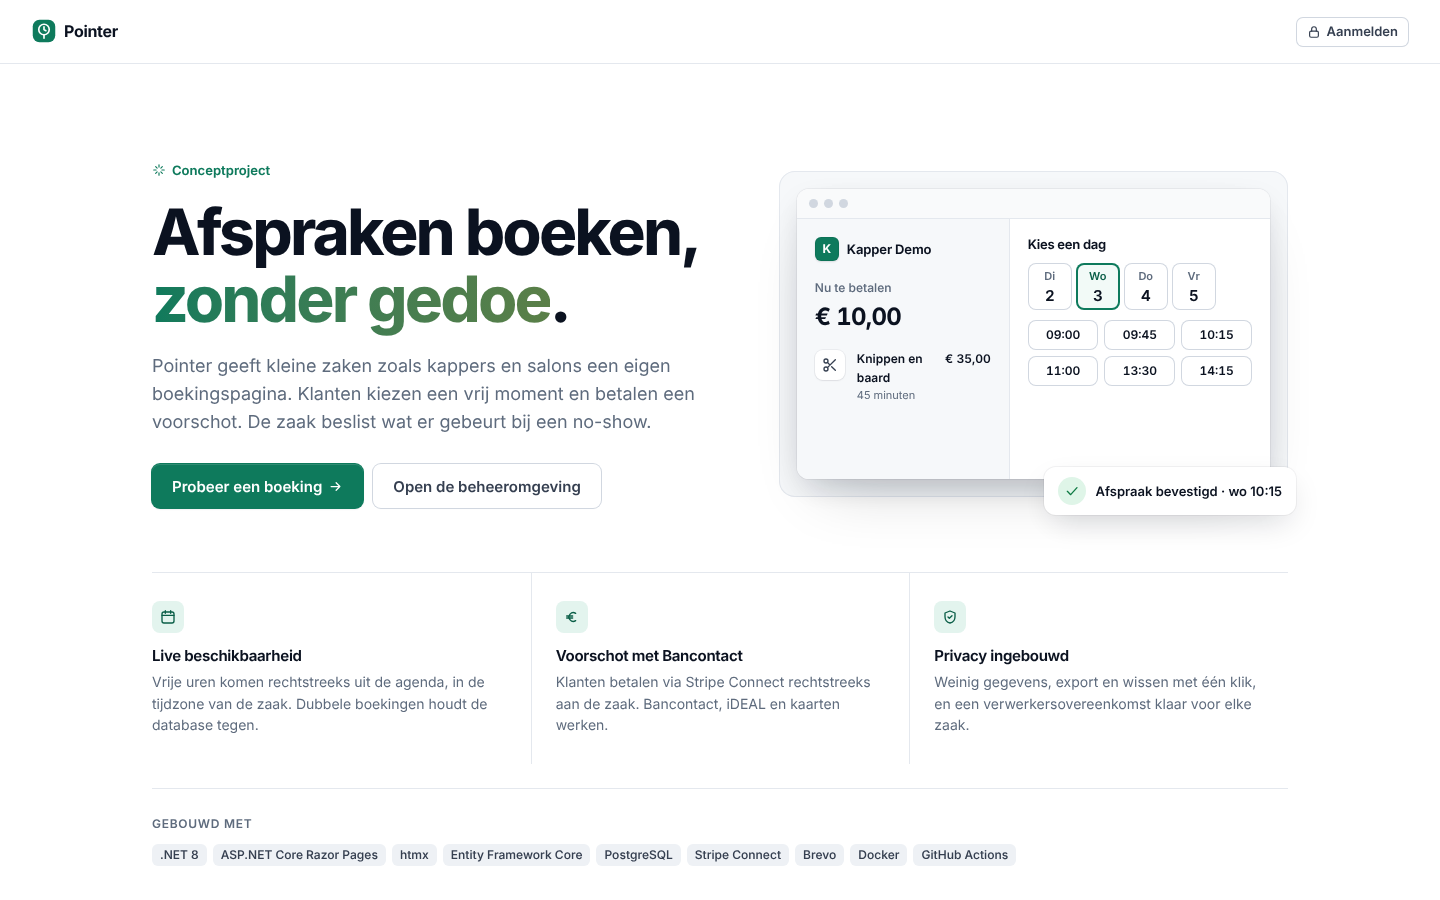 Pointer
Aanmelden
Conceptproject
Afspraken boeken,
zonder gedoe.
Pointer geeft kleine zaken zoals kappers en salons een eigen
boekingspagina. Klanten kiezen een vrij moment en betalen een
voorschot. De zaak beslist wat er gebeurt bij een no-show.
Probeer een boeking →
Open de beheeromgeving
K Kapper Demo
Nu te betalen
€ 10,00
Knippen en baard € 35,00
45 minuten
Kies een dag
Di Wo Do Vr
2 3 4 5
09:00 09:45 10:15
11:00 13:30 14:15
Afspraak bevestigd · wo 10:15
Live beschikbaarheid
Vrije uren komen rechtstreeks uit de agenda, in de
tijdzone van de zaak. Dubbele boekingen houdt de
database tegen.
Voorschot met Bancontact
Klanten betalen via Stripe Connect rechtstreeks
aan de zaak. Bancontact, iDEAL en kaarten
werken.
Privacy ingebouwd
Weinig gegevens, export en wissen met één klik,
en een verwerkersovereenkomst klaar voor elke
zaak.
GEBOUWD MET
.NET 8 ASP.NET Core Razor Pages htmx Entity Framework Core PostgreSQL Stripe Connect Brevo Docker GitHub Actions